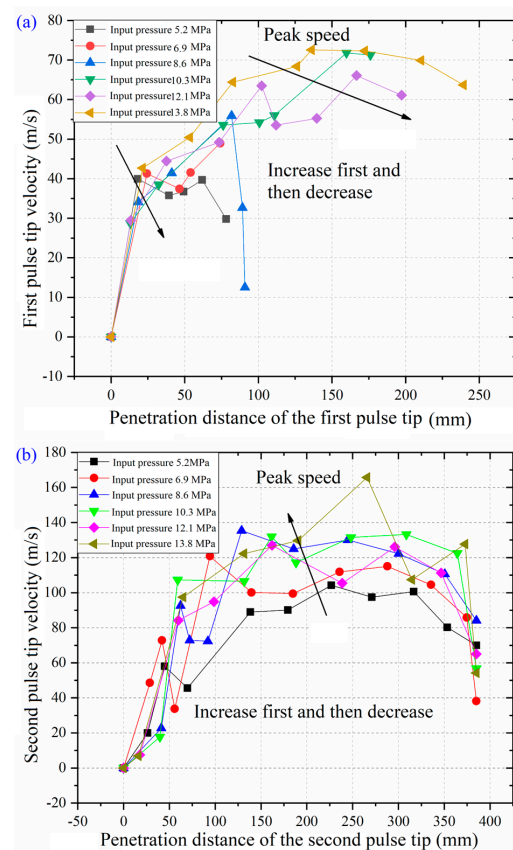 (a)
80
70
60
50
40
30
20
10
0
-10
First pulse tip velocity (m/s)
Input pressure 5.2 MPa
6,9 MPa
8.6 MPa
Input pressure 10.3 MPa
Input pressure 12.1 MPa
Input pressure 13.8 MPa
Peak speed
Increase first and
then decrease
0 50 100 150 200 250
Penetration distance of the first pulse tip (mm)
(b)
180
160
140
120
100
80
60
40
20
0
-20
Second pulse tip velocity (m/s)
Input pressure 5.2MPa
Input pressure 6.9 MPa
Input pressure 8.6 MPa
Input pressure 10.3 MPa
Input pressure 12.1 MPa
Input pressure 13.8 MPa
Peak speed
Increase first and then decrease
-50 0 50 100 150 200 250 300 350 400
Penetration distance of the second pulse tip (mm)